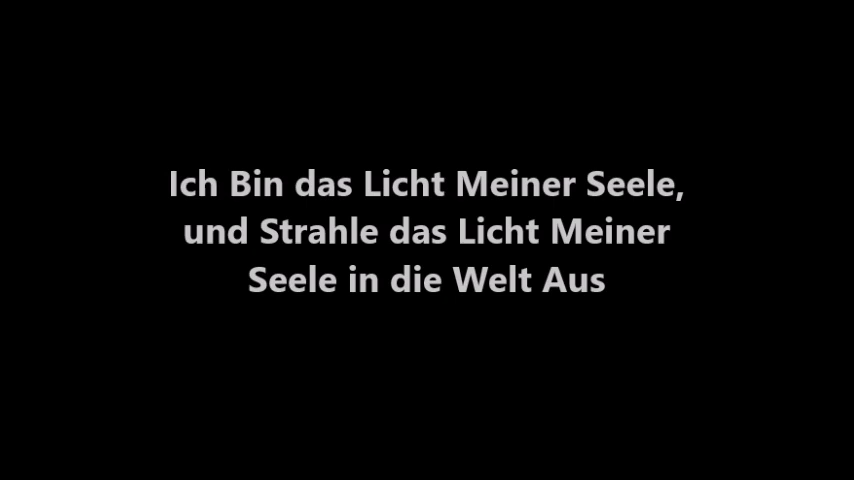 Ich Bin das Licht Meiner Seele,
und Strahle das Licht Meiner
Seele in die Welt Aus